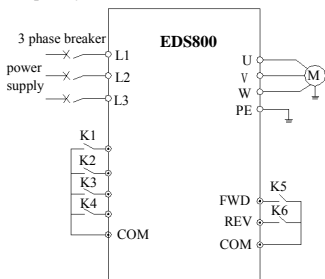 3 phase breaker
power
supply
L1
L2
L3
EDS800
U
V
W
PE
M
K1
K2
K3
K4
COM
FWD
REV
COM
K5
K6